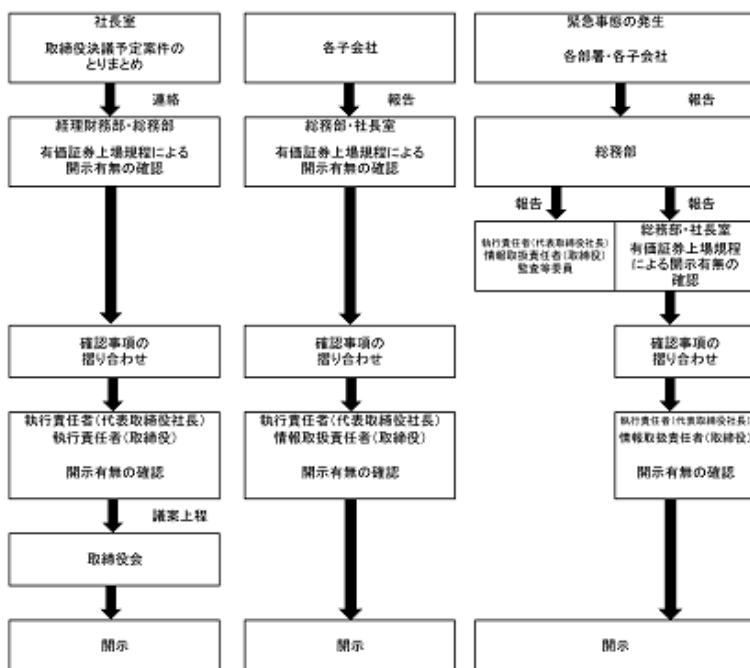 社長室
取締役決議予定案件の
とりまとめ
連絡
経理財務部・総務部
有価証券上場規程による
開示有無の確認
確認事項の
摺り合わせ
執行責任者(代表取締役社長)
執行責任者(取締役)
開示有無の確認
議案上程
取締役会
開示
各子会社
報告
総務部・社長室
有価証券上場規程による
開示有無の確認
確認事項の
摺り合わせ
執行責任者(代表取締役社長)
情報取扱責任者(取締役)
開示有無の確認
開示
緊急事態の発生
各部署・各子会社
報告
総務部
報告
報告
執行責任者(代表取締役社長)
情報取扱責任者(取締役)
監査等委員
総務部・社長室
有価証券上場規程
による開示有無の
確認
確認事項の
摺り合わせ
執行責任者(代表取締役社長)
情報取扱責任者(取締役)
開示有無の確認
開示